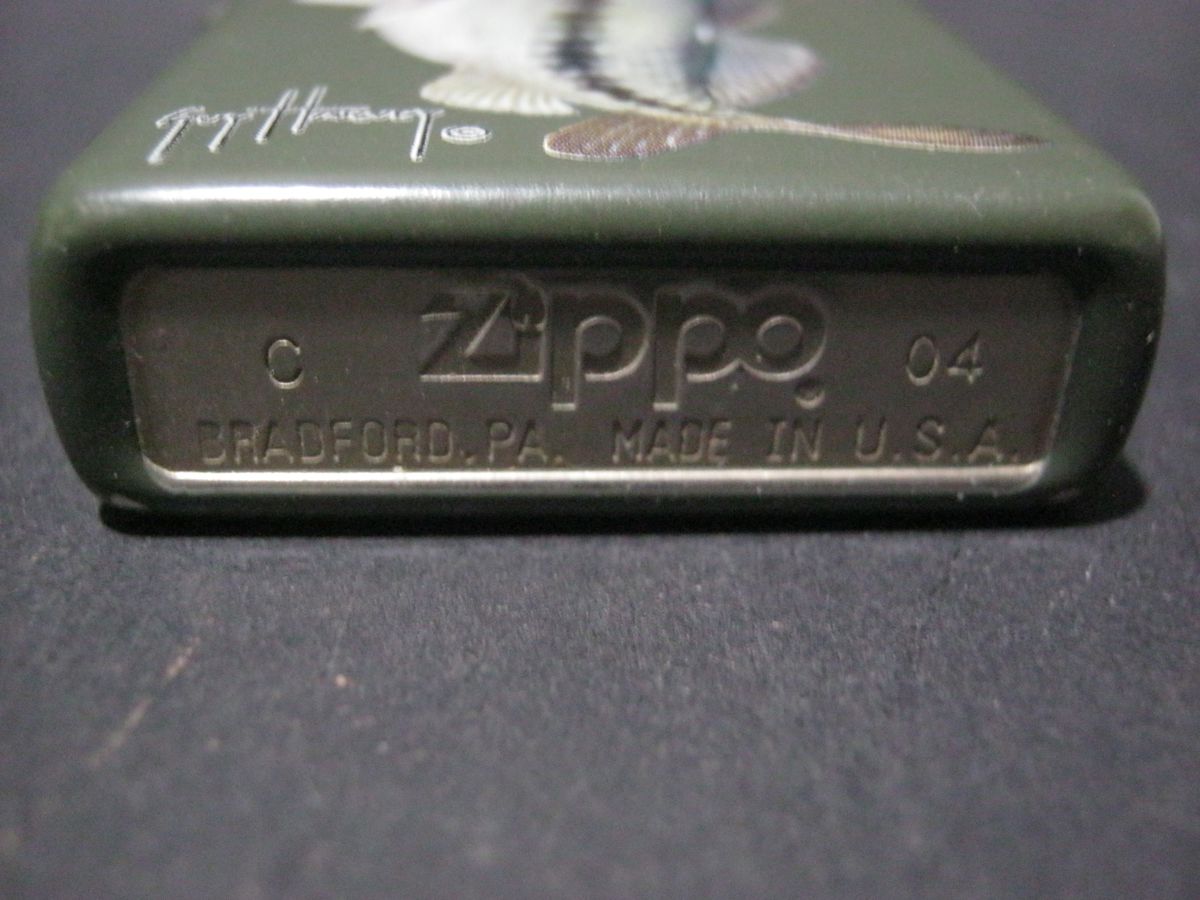 Guy Harvey ©
C Zippo 04
BRADFORD, PA. MADE IN U.S.A.